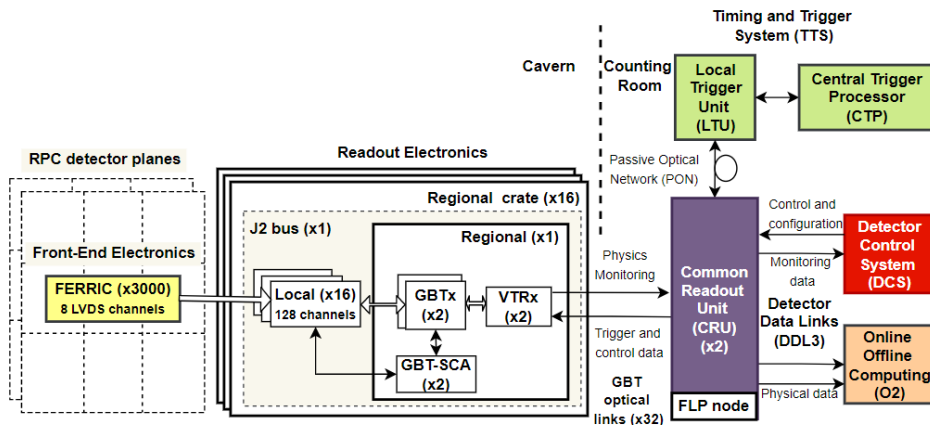 Timing and Trigger
System (TTS)
Cavern
Counting
Room
Local
Trigger
Unit
(LTU)
Central Trigger
Processor
(CTP)
RPC detector planes
Readout Electronics
Passive Optical
Network (PON)
Regional crate (x16)
J2 bus (x1)
Regional (x1)
Front-End Electronics
FERRIC (x3000)
8 LVDS channels
Local (x16)
128 channels
GBTx
(x2)
VTRx
(x2)
GBT-SCA
(x2)
Physics
Monitoring
Trigger and
control data
GBT
optical
links (x32)
Common
Readout
Unit
(CRU)
(x2)
FLP node
Control and
configuration
Monitoring
data
Detector
Control
System
(DCS)
Detector
Data Links
(DDL3)
Physical data
Online
Offline
Computing
(O2)